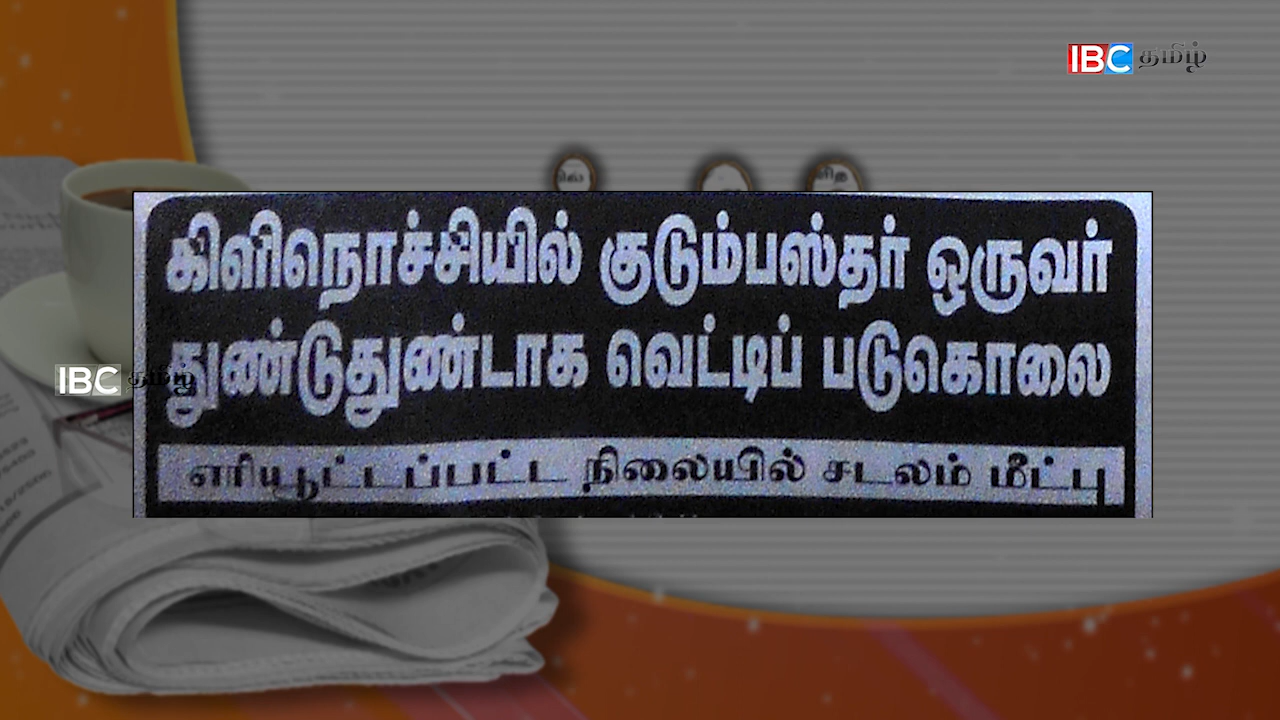 IBC தமிழ்
கிளிநொச்சியில் குடும்பஸ்தர் ஒருவர்
துண்டுதுண்டாக வெட்டிப் படுகொலை
IBC தமிழ்
எரியூட்டப்பட்ட நிலையில் சடலம் மீட்பு